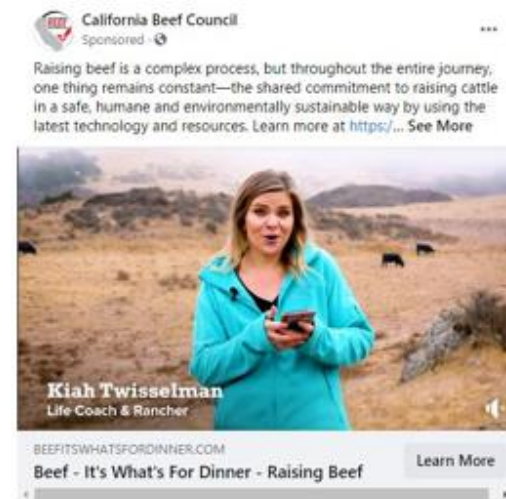 California Beef Council
Sponsored ·
Raising beef is a complex process, but throughout the entire journey,
one thing remains constant—the shared commitment to raising cattle
in a safe, humane and environmentally sustainable way by using the
latest technology and resources. Learn more at https:/... See More
Kiah Twisselman
Life Coach & Rancher
BEEFITSWHATSFORDINNER.COM
Beef - It's What's For Dinner - Raising Beef
Learn More